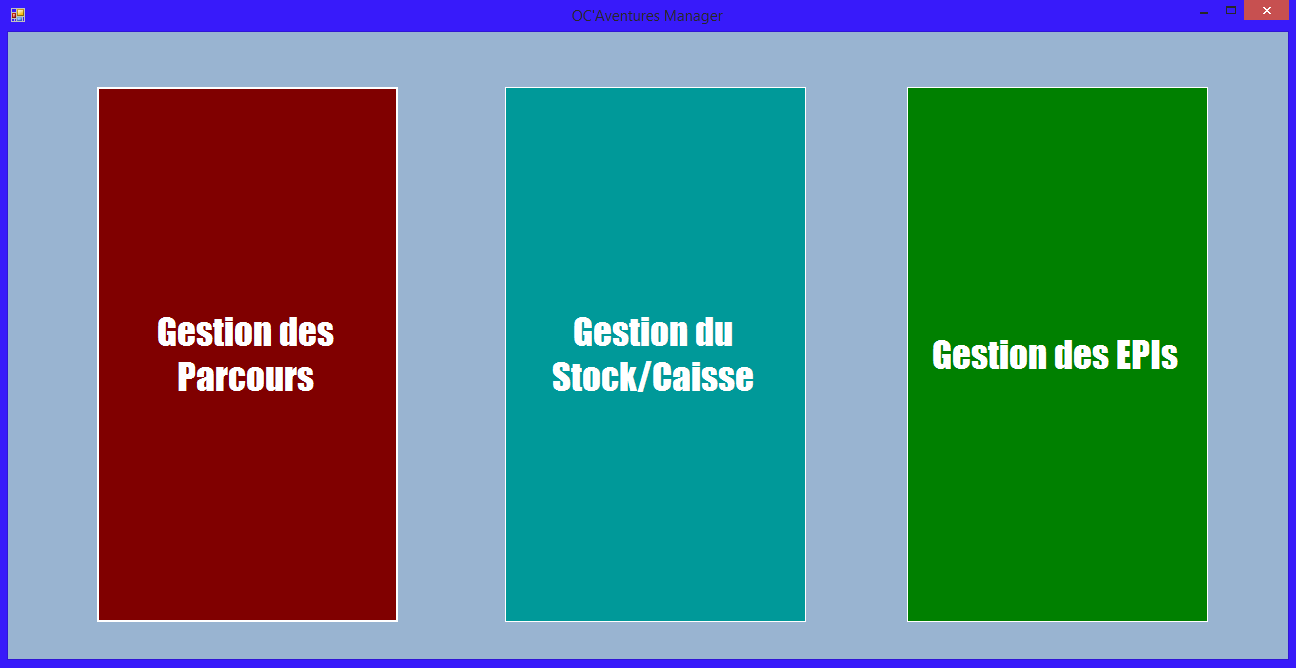 OC'Aventures Manager
Gestion des
Parcours
Gestion du
Stock/Caisse
Gestion des EPIs